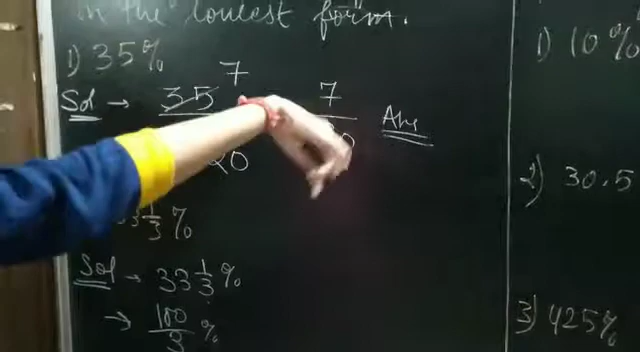 in the lowest form.
1) 35%
Sol → 35 7 7 Ans
20
33 1/3 %
Sol → 33 1/3 %
→ 100/3 %
1) 10%
2) 30.5
3) 425%